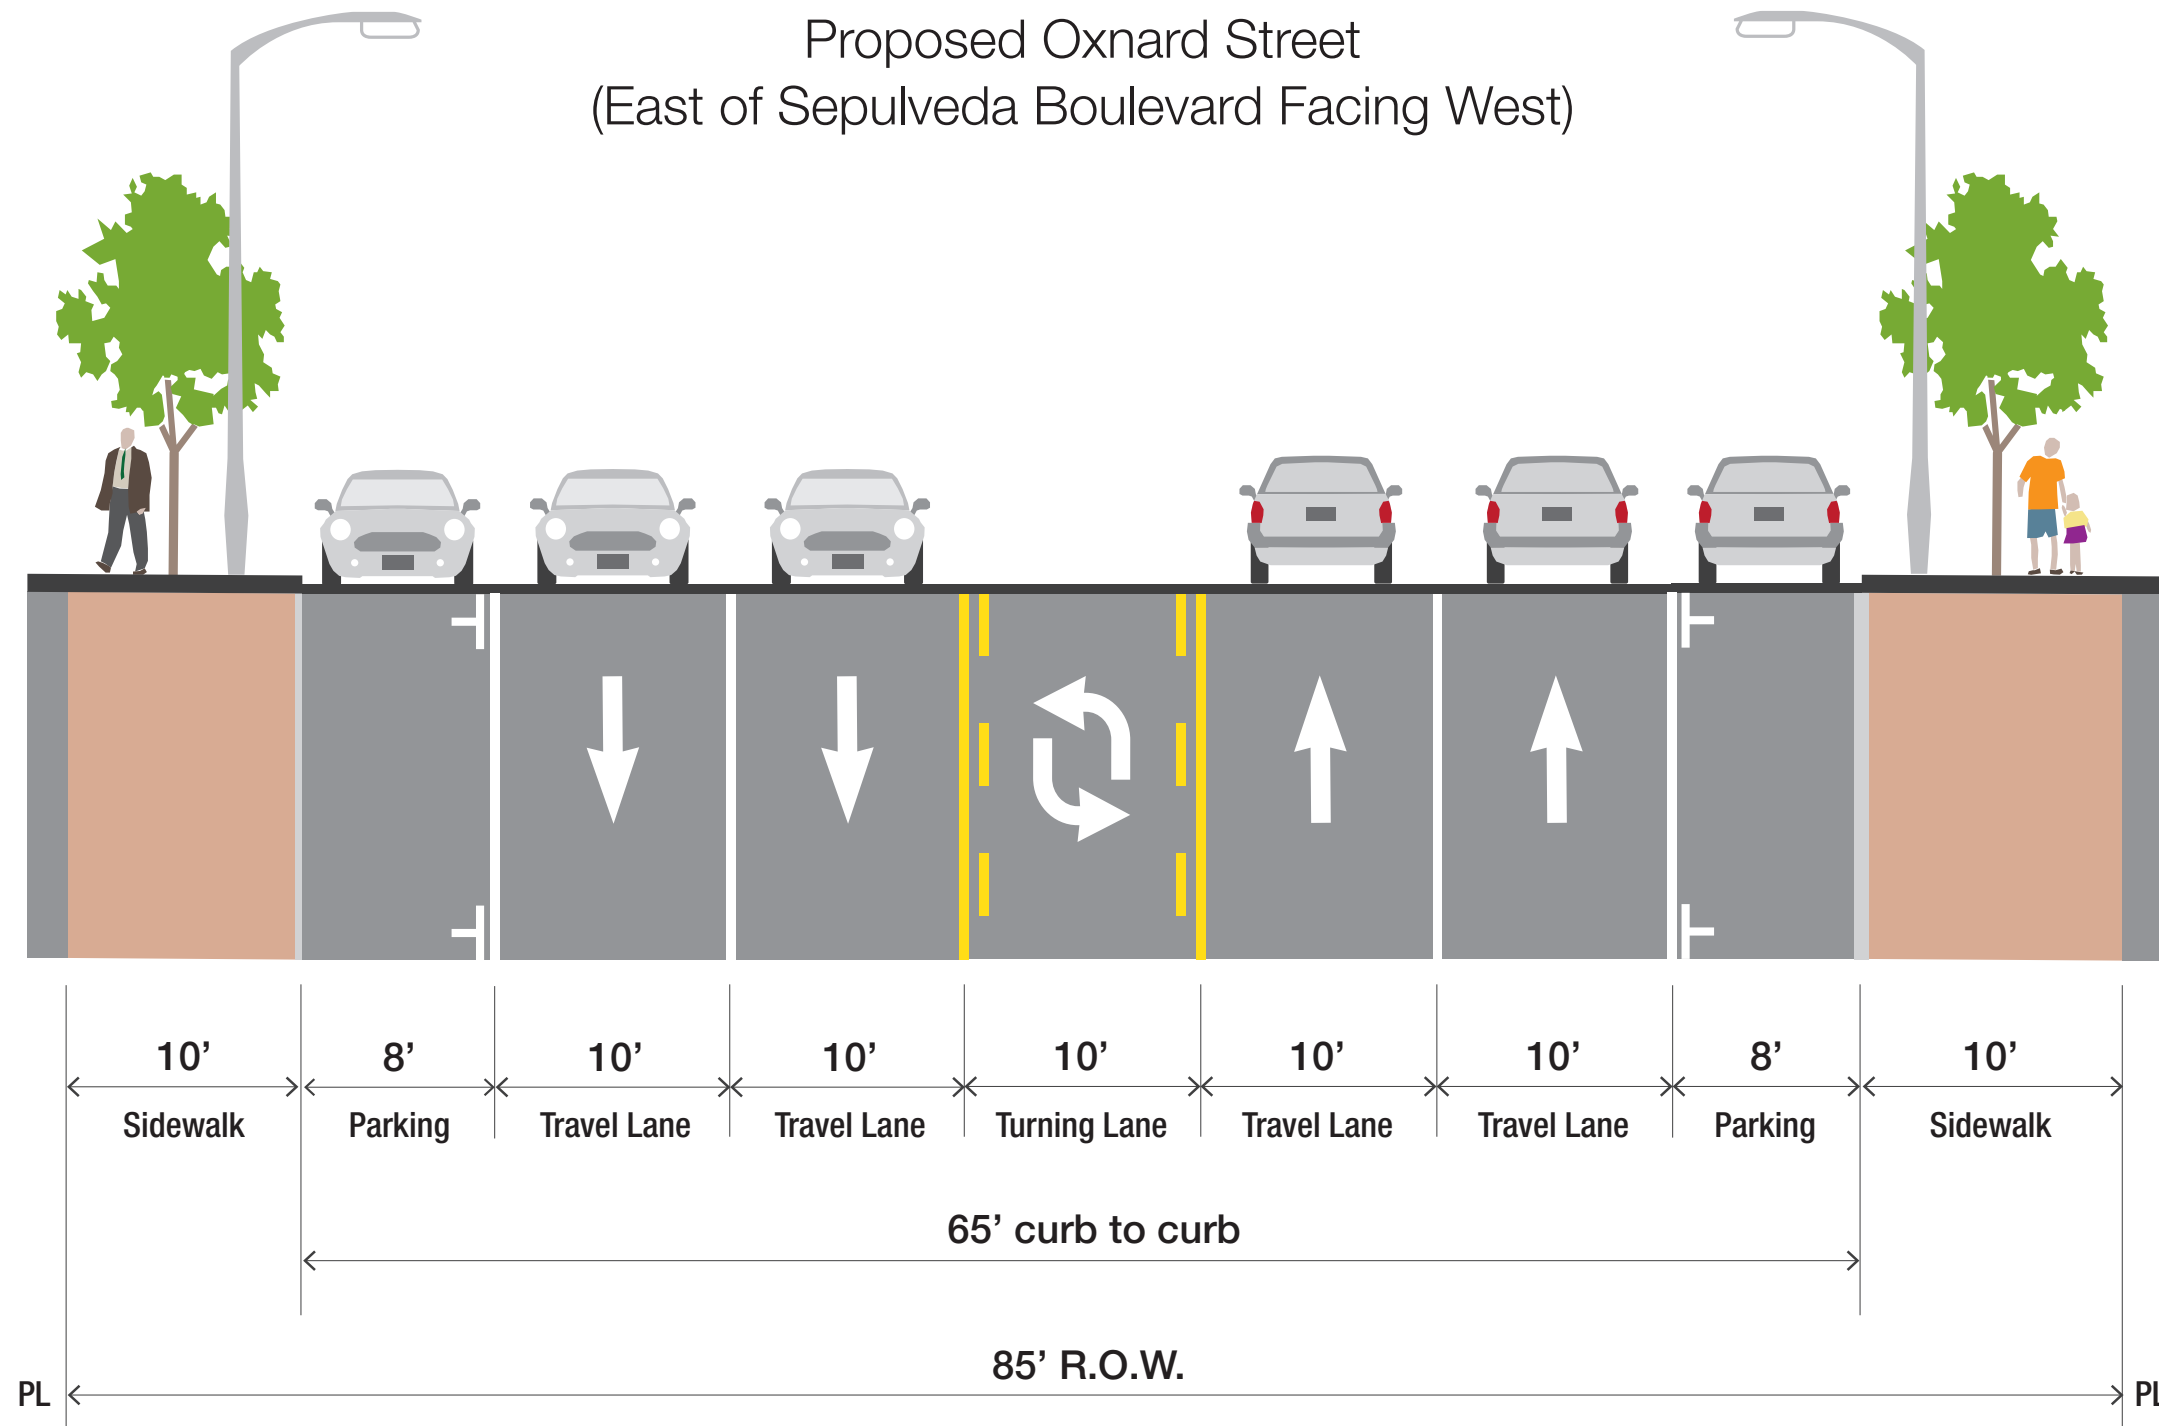 Proposed Oxnard Street
(East of Sepulveda Boulevard Facing West)
10’ 8’ 10’ 10’ 10’ 10’ 10’ 8’ 10’
Sidewalk Parking Travel Lane Travel Lane Turning Lane Travel Lane Travel Lane Parking Sidewalk
65’ curb to curb
85’ R.O.W.
PL PL